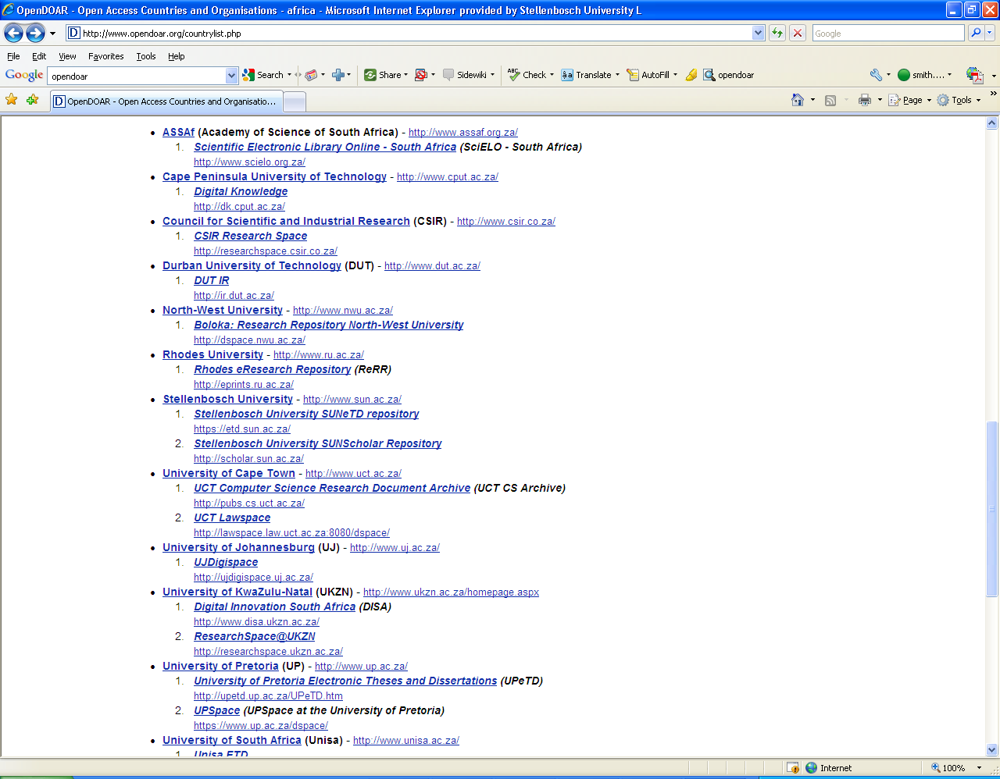 OpenDOAR - Open Access Countries and Organisations - africa - Microsoft Internet Explorer provided by Stellenbosch University L
http://www.opendoar.org/countrylist.php
Google
File Edit View Favorites Tools Help
Google opendoar Search Share Sidewiki Check Translate AutoFill opendoar smith....
OpenDOAR - Open Access Countries and Organisatio... Page Tools
• ASSAf (Academy of Science of South Africa) - http://www.assaf.org.za/
1. Scientific Electronic Library Online - South Africa (SciELO - South Africa)
http://www.scielo.org.za/
• Cape Peninsula University of Technology - http://www.cput.ac.za/
1. Digital Knowledge
http://dk.cput.ac.za/
• Council for Scientific and Industrial Research (CSIR) - http://www.csir.co.za/
1. CSIR Research Space
http://researchspace.csir.co.za/
• Durban University of Technology (DUT) - http://www.dut.ac.za/
1. DUT IR
http://ir.dut.ac.za/
• North-West University - http://www.nwu.ac.za/
1. Boloka: Research Repository North-West University
http://dspace.nwu.ac.za/
• Rhodes University - http://www.ru.ac.za/
1. Rhodes eResearch Repository (ReRR)
http://eprints.ru.ac.za/
• Stellenbosch University - http://www.sun.ac.za/
1. Stellenbosch University SUNeTD repository
https://etd.sun.ac.za/
2. Stellenbosch University SUNScholar Repository
http://scholar.sun.ac.za/
• University of Cape Town - http://www.uct.ac.za/
1. UCT Computer Science Research Document Archive (UCT CS Archive)
http://pubs.cs.uct.ac.za/
2. UCT Lawspace
http://lawspace.law.uct.ac.za:8080/dspace/
• University of Johannesburg (UJ) - http://www.uj.ac.za/
1. UJDigispace
http://ujdigispace.uj.ac.za/
• University of KwaZulu-Natal (UKZN) - http://www.ukzn.ac.za/homepage.aspx
1. Digital Innovation South Africa (DISA)
http://www.disa.ukzn.ac.za/
2. ResearchSpace@UKZN
http://researchspace.ukzn.ac.za/
• University of Pretoria (UP) - http://www.up.ac.za/
1. University of Pretoria Electronic Theses and Dissertations (UPeTD)
http://upetd.up.ac.za/UPeTD.htm
2. UPSpace (UPSpace at the University of Pretoria)
https://www.up.ac.za/dspace/
• University of South Africa (Unisa) - http://www.unisa.ac.za/
1. Unisa ETD
Internet 100%